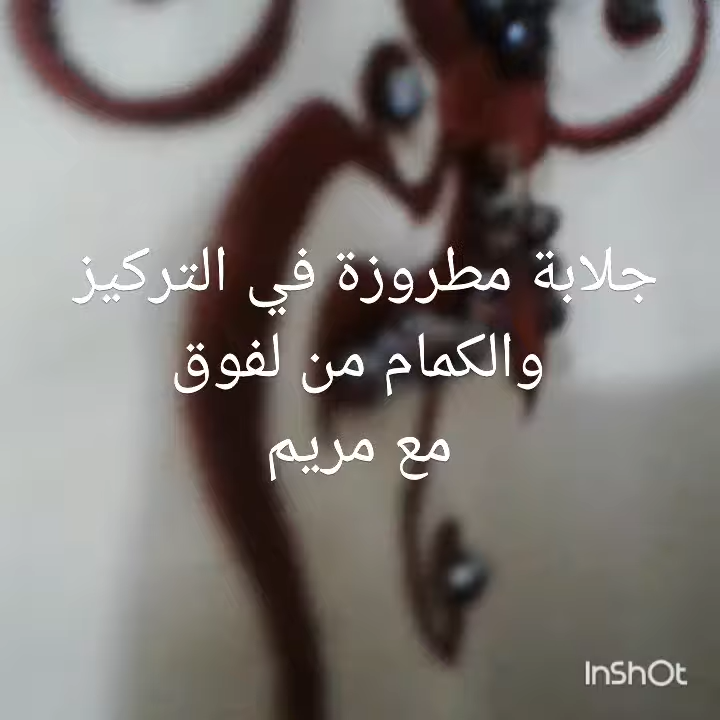 جلابة مطروزة في التركيز
والكمام من لفوق
مع مريم
InShOt